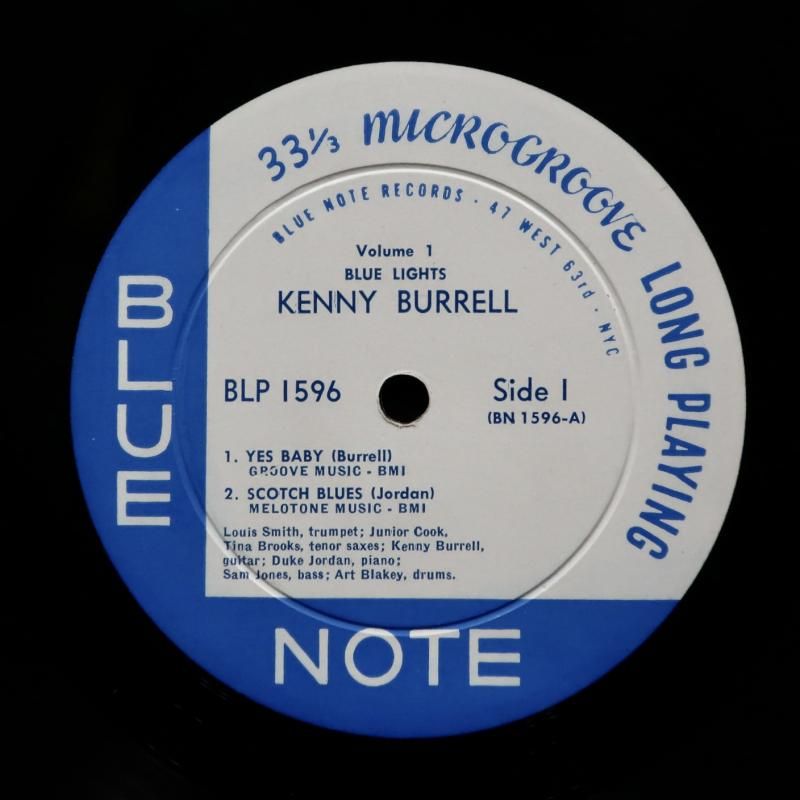 33⅓ MICROGROOVE LONG PLAYING
BLUE NOTE RECORDS · 47 WEST 63rd · NYC
Volume 1
BLUE LIGHTS
KENNY BURRELL
BLP 1596
Side 1
(BN 1596-A)
1. YES BABY (Burrell)
GROOVE MUSIC - BMI
2. SCOTCH BLUES (Jordan)
MELOTONE MUSIC - BMI
Louis Smith, trumpet; Junior Cook,
Tina Brooks, tenor saxes; Kenny Burrell,
guitar; Duke Jordan, piano;
Sam Jones, bass; Art Blakey, drums.
BLUE
NOTE